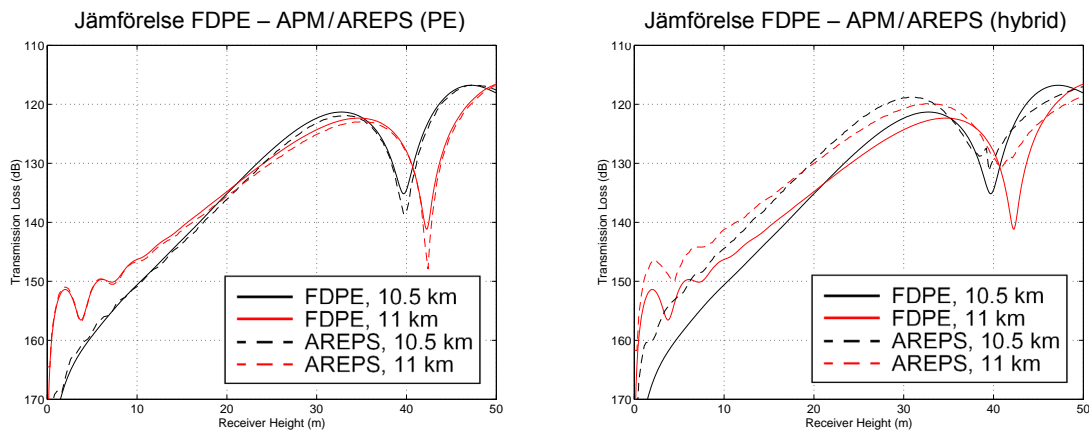 Jämförelse FDPE – APM/AREPS (PE)
110
120
130
140
150
160
170
Transmission Loss (dB)
0
10
20
30
40
50
Receiver Height (m)
FDPE, 10.5 km
FDPE, 11 km
AREPS, 10.5 km
AREPS, 11 km
Jämförelse FDPE – APM/AREPS (hybrid)
110
120
130
140
150
160
170
Transmission Loss (dB)
0
10
20
30
40
50
Receiver Height (m)
FDPE, 10.5 km
FDPE, 11 km
AREPS, 10.5 km
AREPS, 11 km